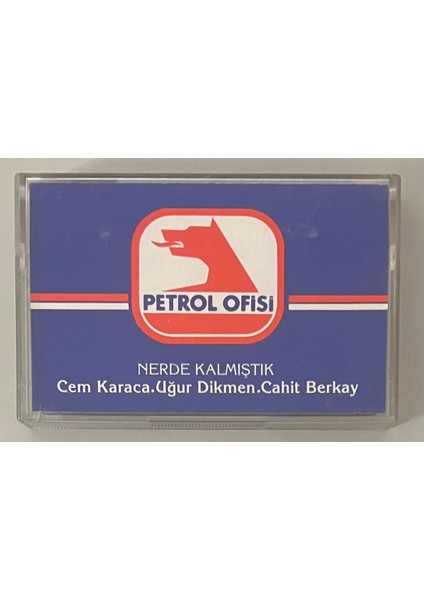 PETROL OFiSi
NERDE KALMIŞTIK
Cem Karaca.Uğur Dikmen.Cahit Berkay